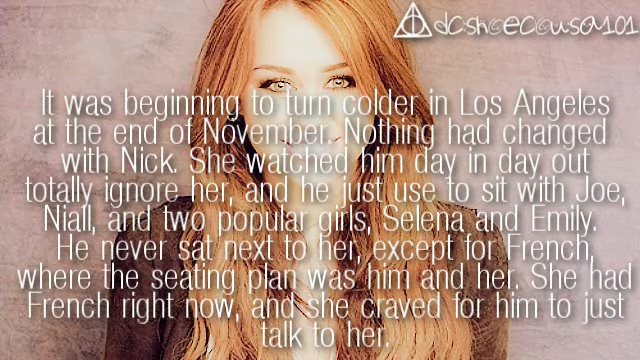 dcshoecousa101
It was beginning to turn colder in Los Angeles
at the end of November. Nothing had changed
with Nick. She watched him day in day out
totally ignore her, and he just use to sit with Joe,
Niall, and two popular girls, Selena and Emily.
He never sat next to her, except for French,
where the seating plan was him and her. She had
French right now, and she craved for him to just
talk to her.